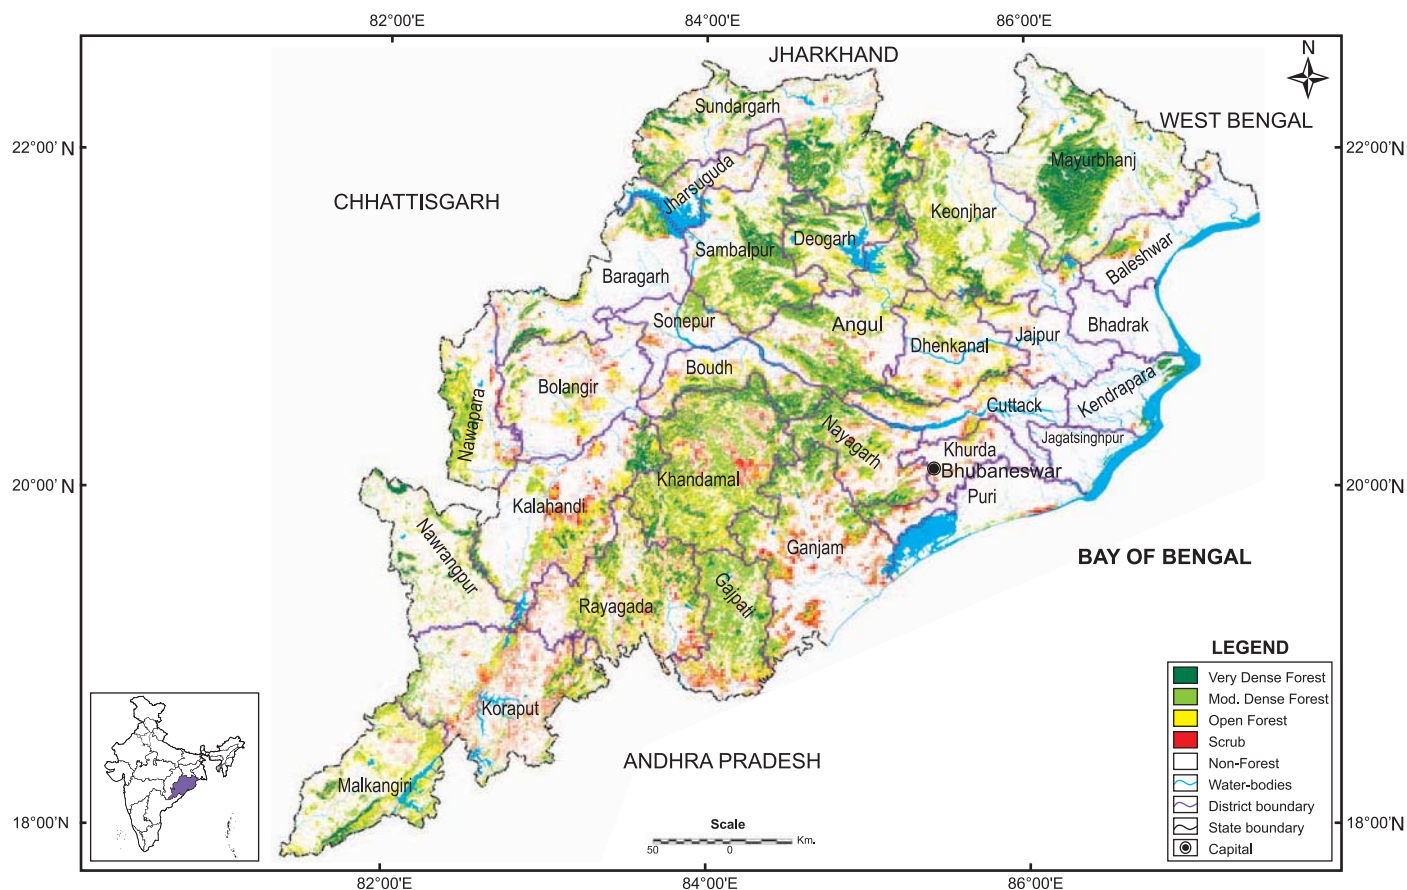 82°00'E
84°00'E
86°00'E
JHARKHAND
N
Sundargarh
WEST BENGAL
22°00' N
22°00'N
Mayurbhanj
Jharsuguda
CHHATTISGARH
Keonjhar
Deogarh
Sambalpur
Baleshwar
Baragarh
Sonepur
Angul
Bhadrak
Jajpur
Dhenkanal
Boudh
Bolangir
Kendrapara
Cuttack
Nawapara
Nayagarh
Jagatsinghpur
Khurda
Bhubaneswar
Khandamal
20°00' N
20°00'N
Puri
Kalahandi
Nawrangpur
Ganjam
BAY OF BENGAL
Gajpati
Rayagada
Koraput
ANDHRA PRADESH
Malkangiri
LEGEND
Very Dense Forest
Mod. Dense Forest
Open Forest
Scrub
Non-Forest
Water-bodies
District boundary
State boundary
Capital
Scale
Km.
50
0
18°00'N
18°00'N
82°00'E
84°00'E
86°00'E